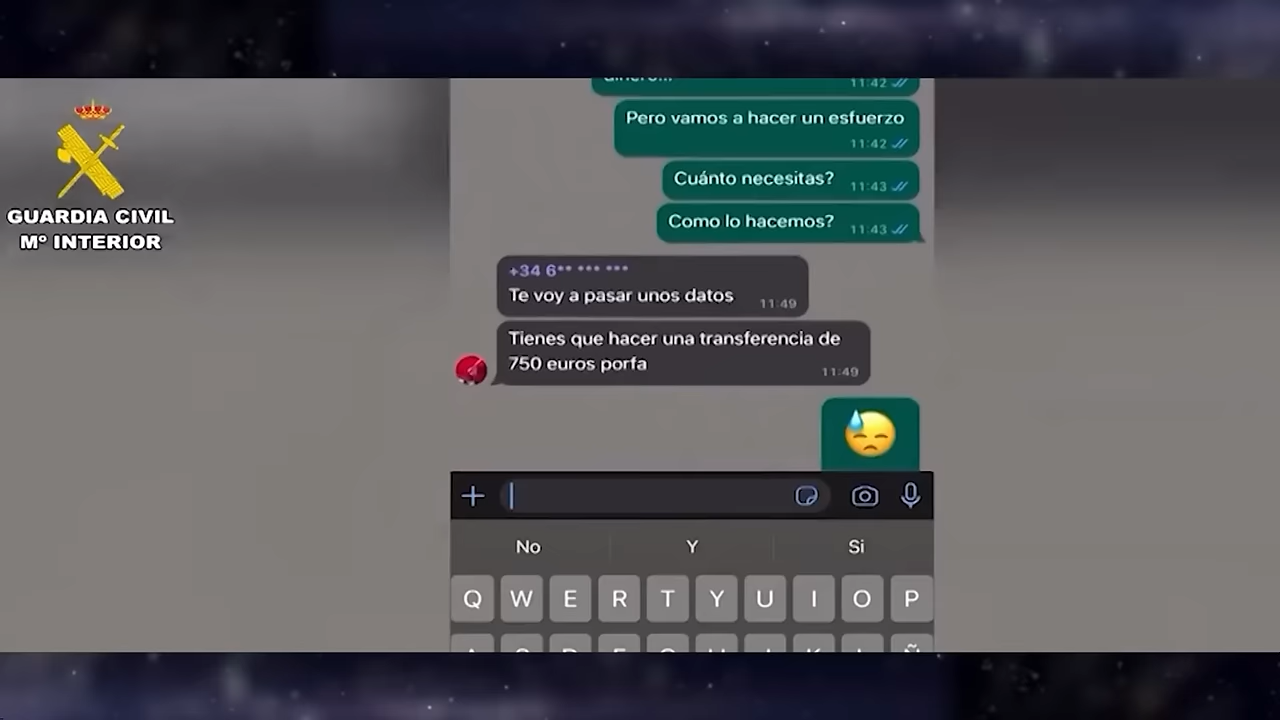 GUARDIA CIVIL
Mº INTERIOR
dinero...
11:42
Pero vamos a hacer un esfuerzo
11:42
Cuánto necesitas?
11:43
Como lo hacemos?
11:43
+34 6** *** ***
Te voy a pasar unos datos
11:49
Tienes que hacer una transferencia de
750 euros porfa
11:49
No Y Si
Q W E R T Y U I O P